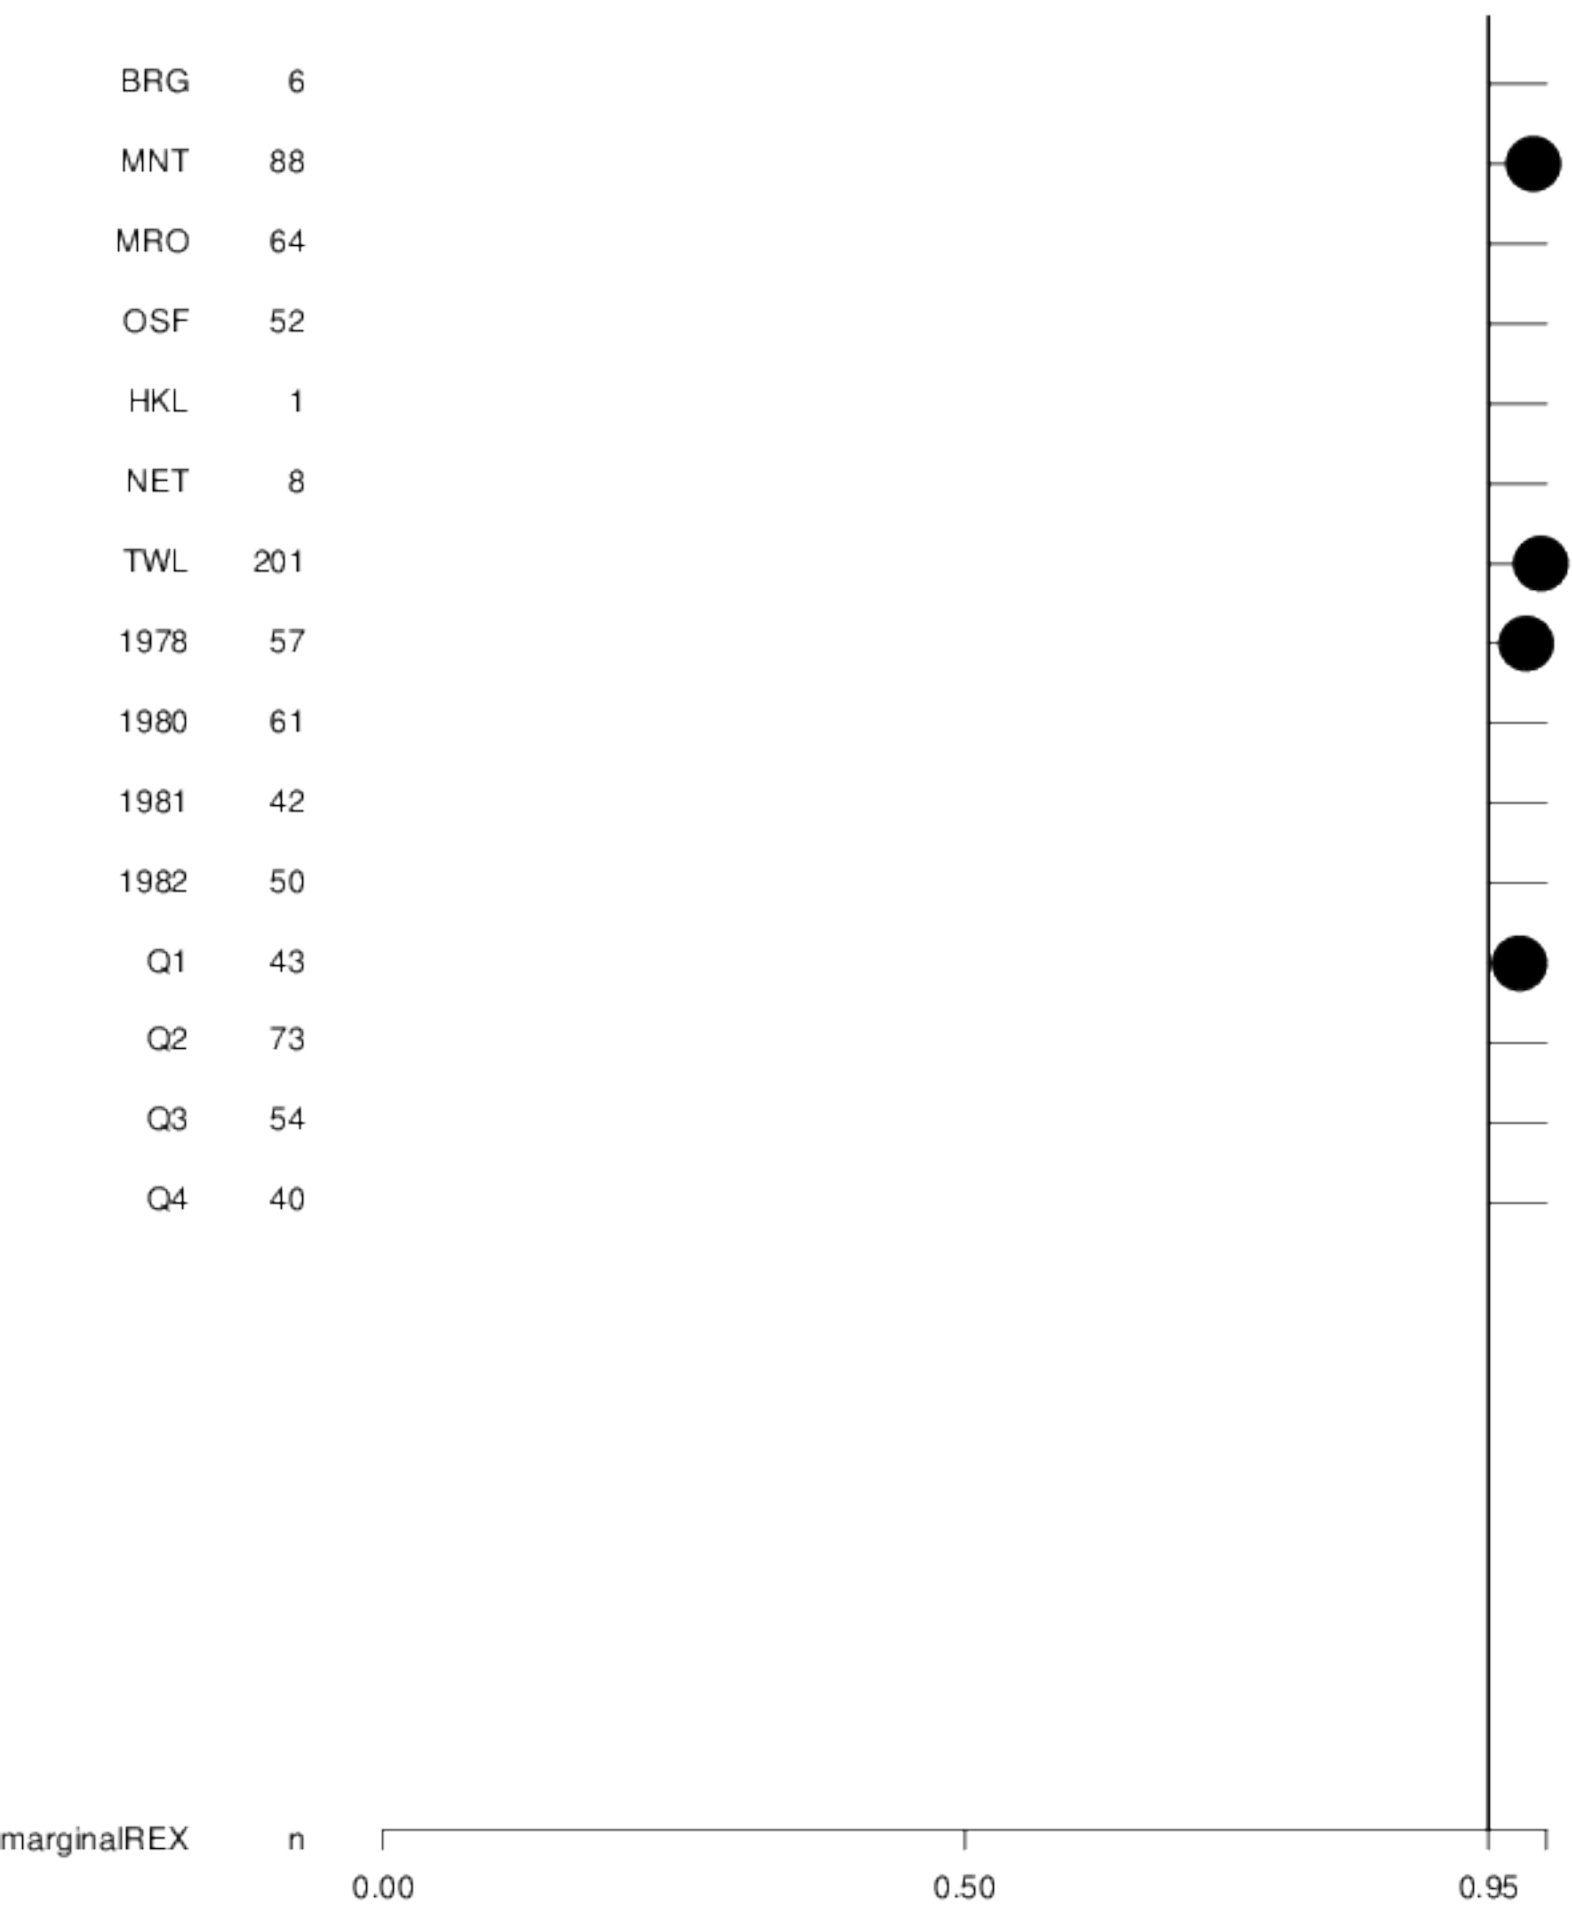 BRG 6
MNT 88
MRO 64
OSF 52
HKL 1
NET 8
TWL 201
1978 57
1980 61
1981 42
1982 50
Q1 43
Q2 73
Q3 54
Q4 40
marginalREX n
0.00 0.50 0.95